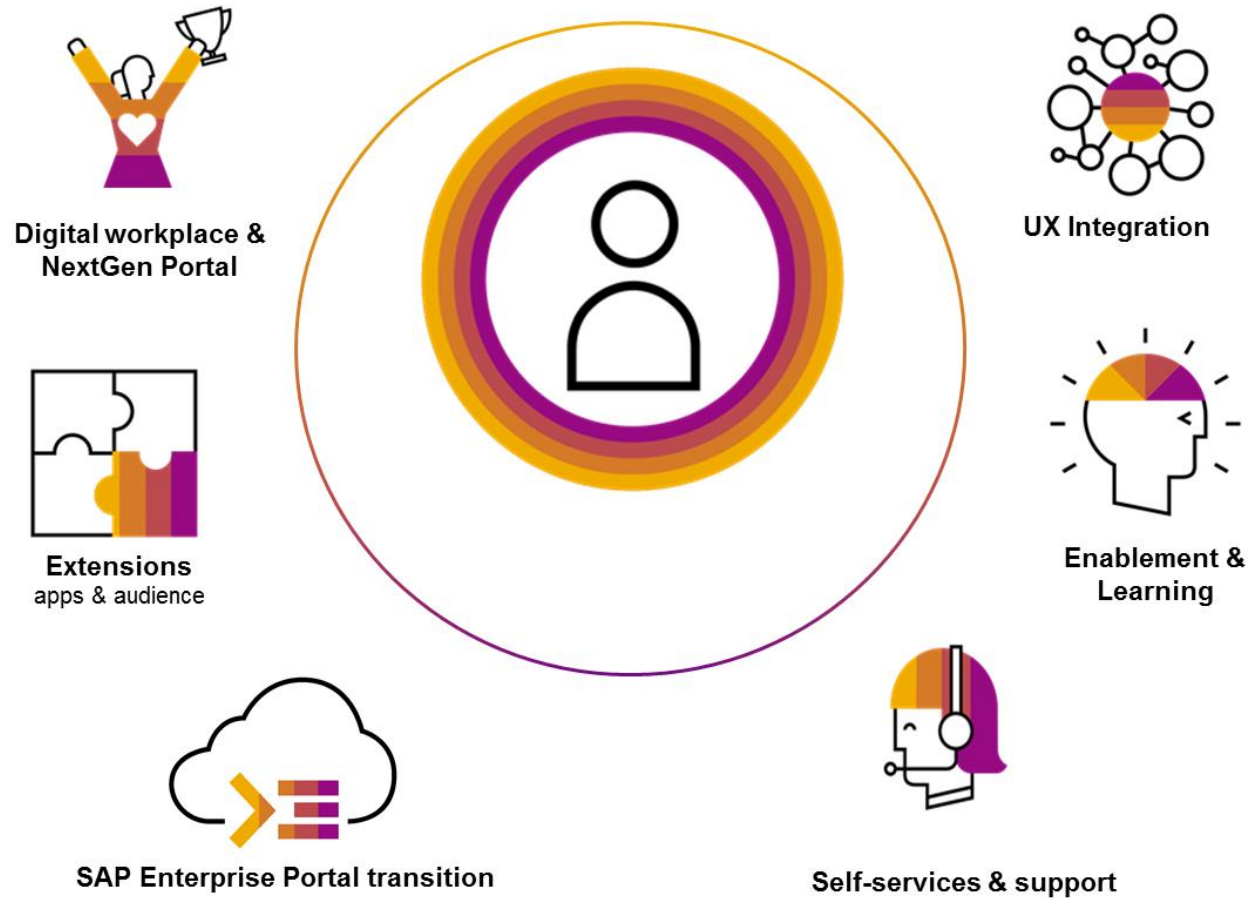 Digital workplace &
NextGen Portal
UX Integration
Extensions
apps & audience
Enablement &
Learning
SAP Enterprise Portal transition
Self-services & support